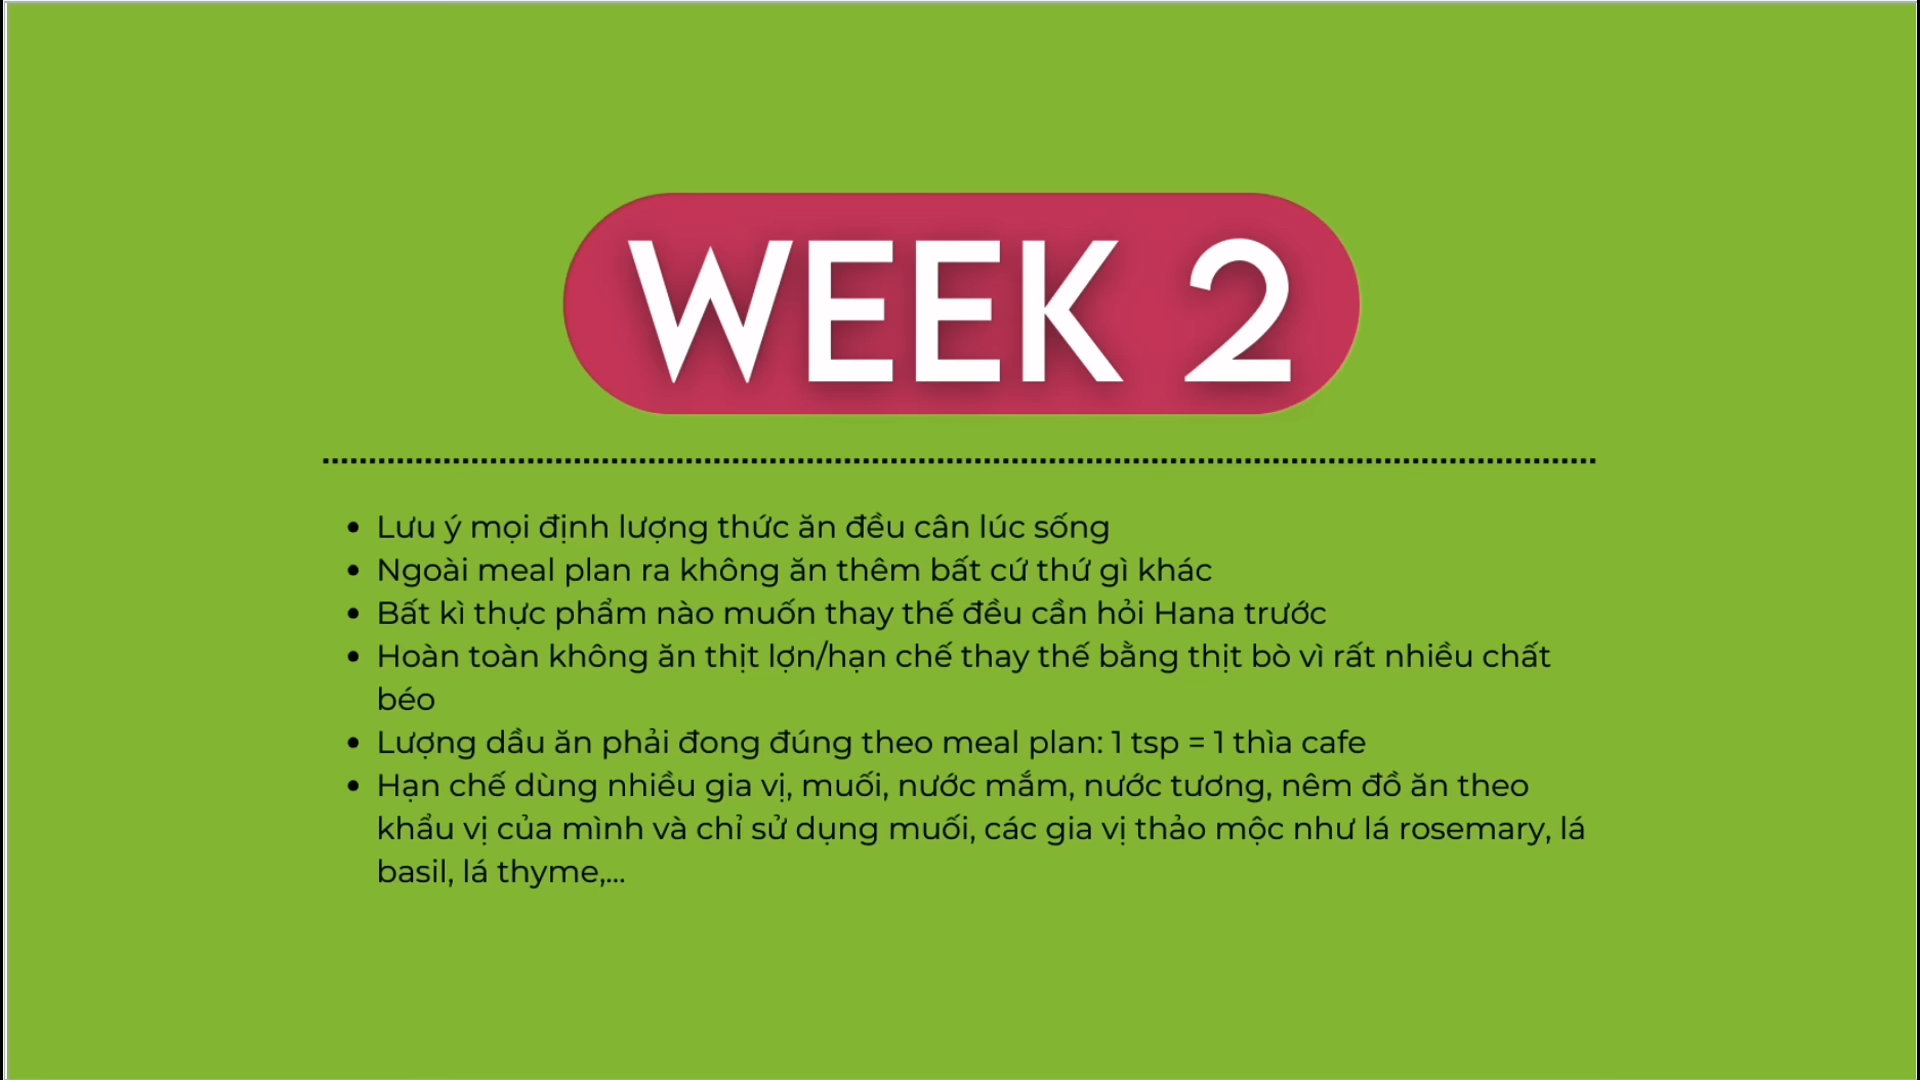 WEEK 2
• Lưu ý mọi định lượng thức ăn đều cân lúc sống
• Ngoài meal plan ra không ăn thêm bất cứ thứ gì khác
• Bất kì thực phẩm nào muốn thay thế đều cần hỏi Hana trước
• Hoàn toàn không ăn thịt lợn/hạn chế thay thế bằng thịt bò vì rất nhiều chất
béo
• Lượng dầu ăn phải đong đúng theo meal plan: 1 tsp = 1 thìa cafe
• Hạn chế dùng nhiều gia vị, muối, nước mắm, nước tương, nêm đồ ăn theo
khẩu vị của mình và chỉ sử dụng muối, các gia vị thảo mộc như lá rosemary, lá
basil, lá thyme,...